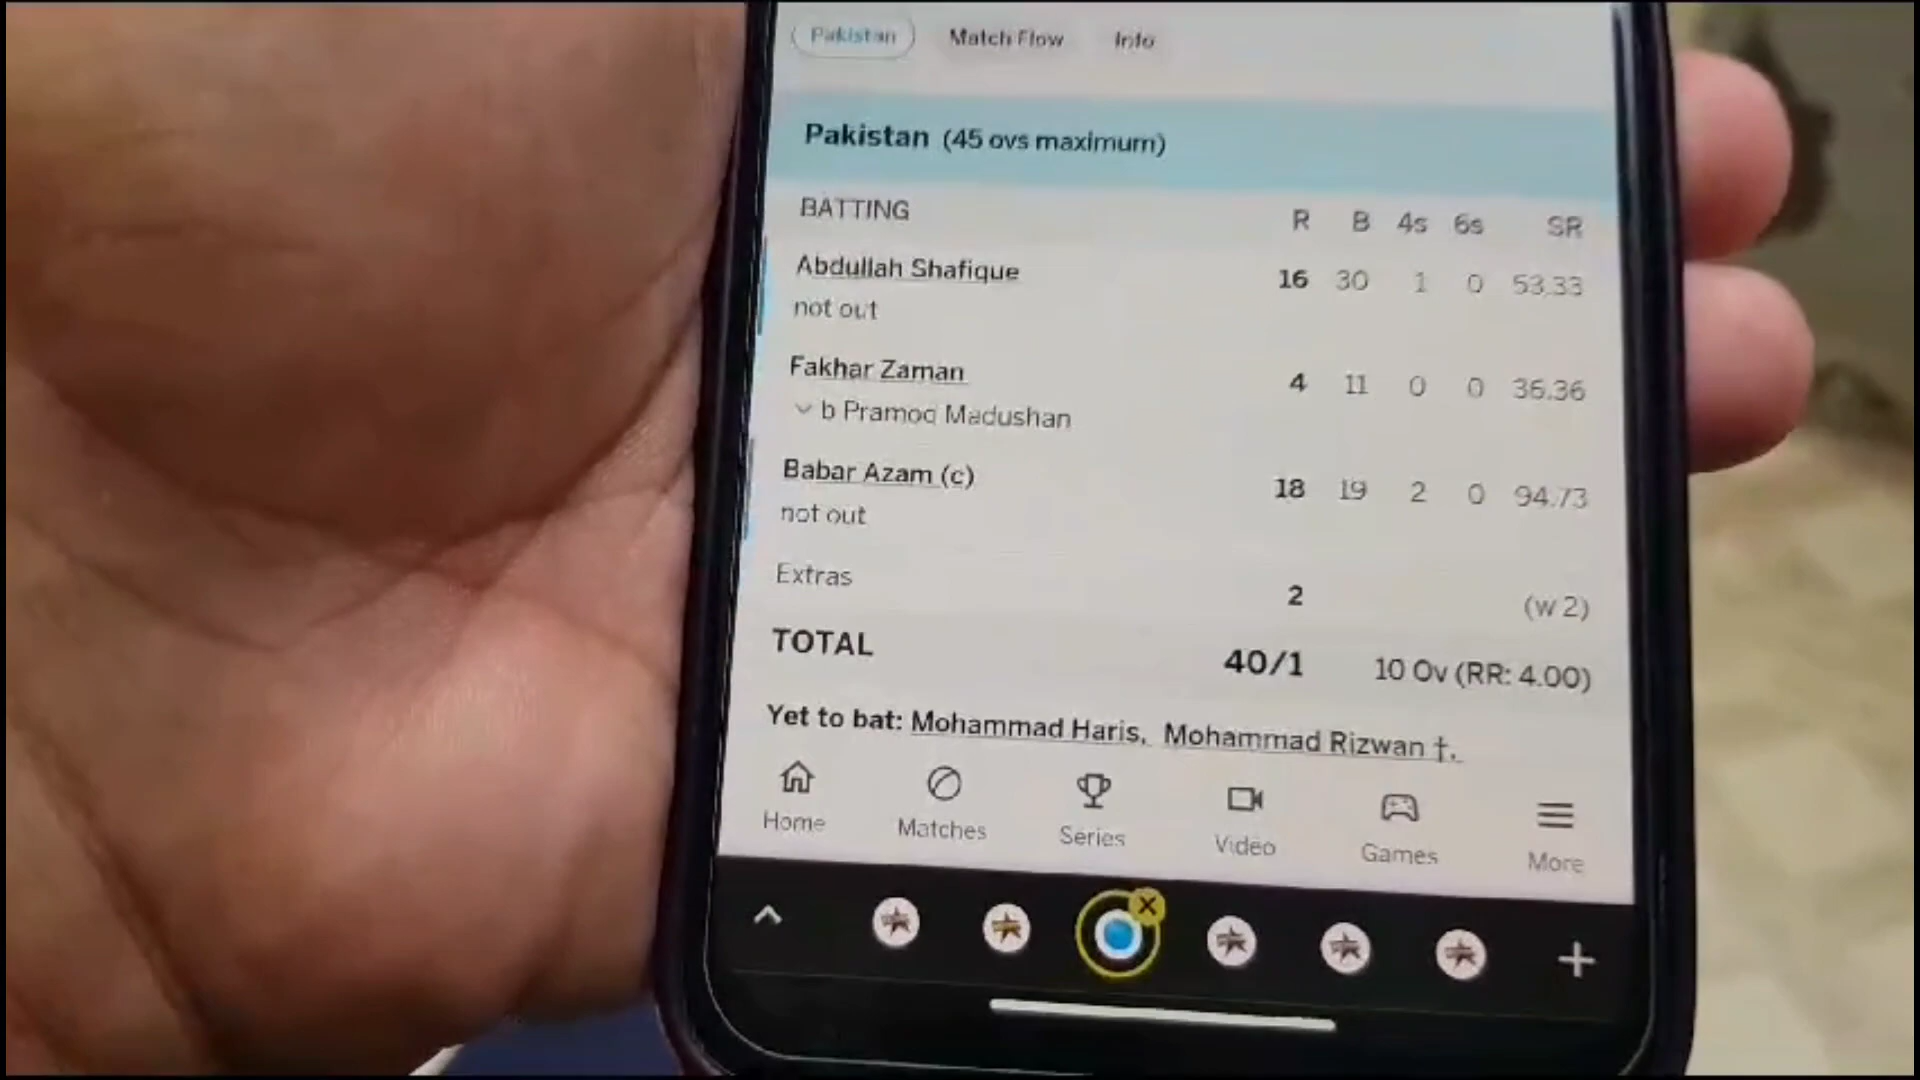 Pakistan Match Flow Info
Pakistan (45 ovs maximum)
BATTING R B 4s 6s SR
Abdullah Shafique 16 30 1 0 53.33
not out
Fakhar Zaman 4 11 0 0 36.36
b Pramod Madushan
Babar Azam (c) 18 19 2 0 94.73
not out
Extras 2 (w 2)
TOTAL 40/1 10 Ov (RR: 4.00)
Yet to bat: Mohammad Haris, Mohammad Rizwan †,
Home Matches Series Video Games More